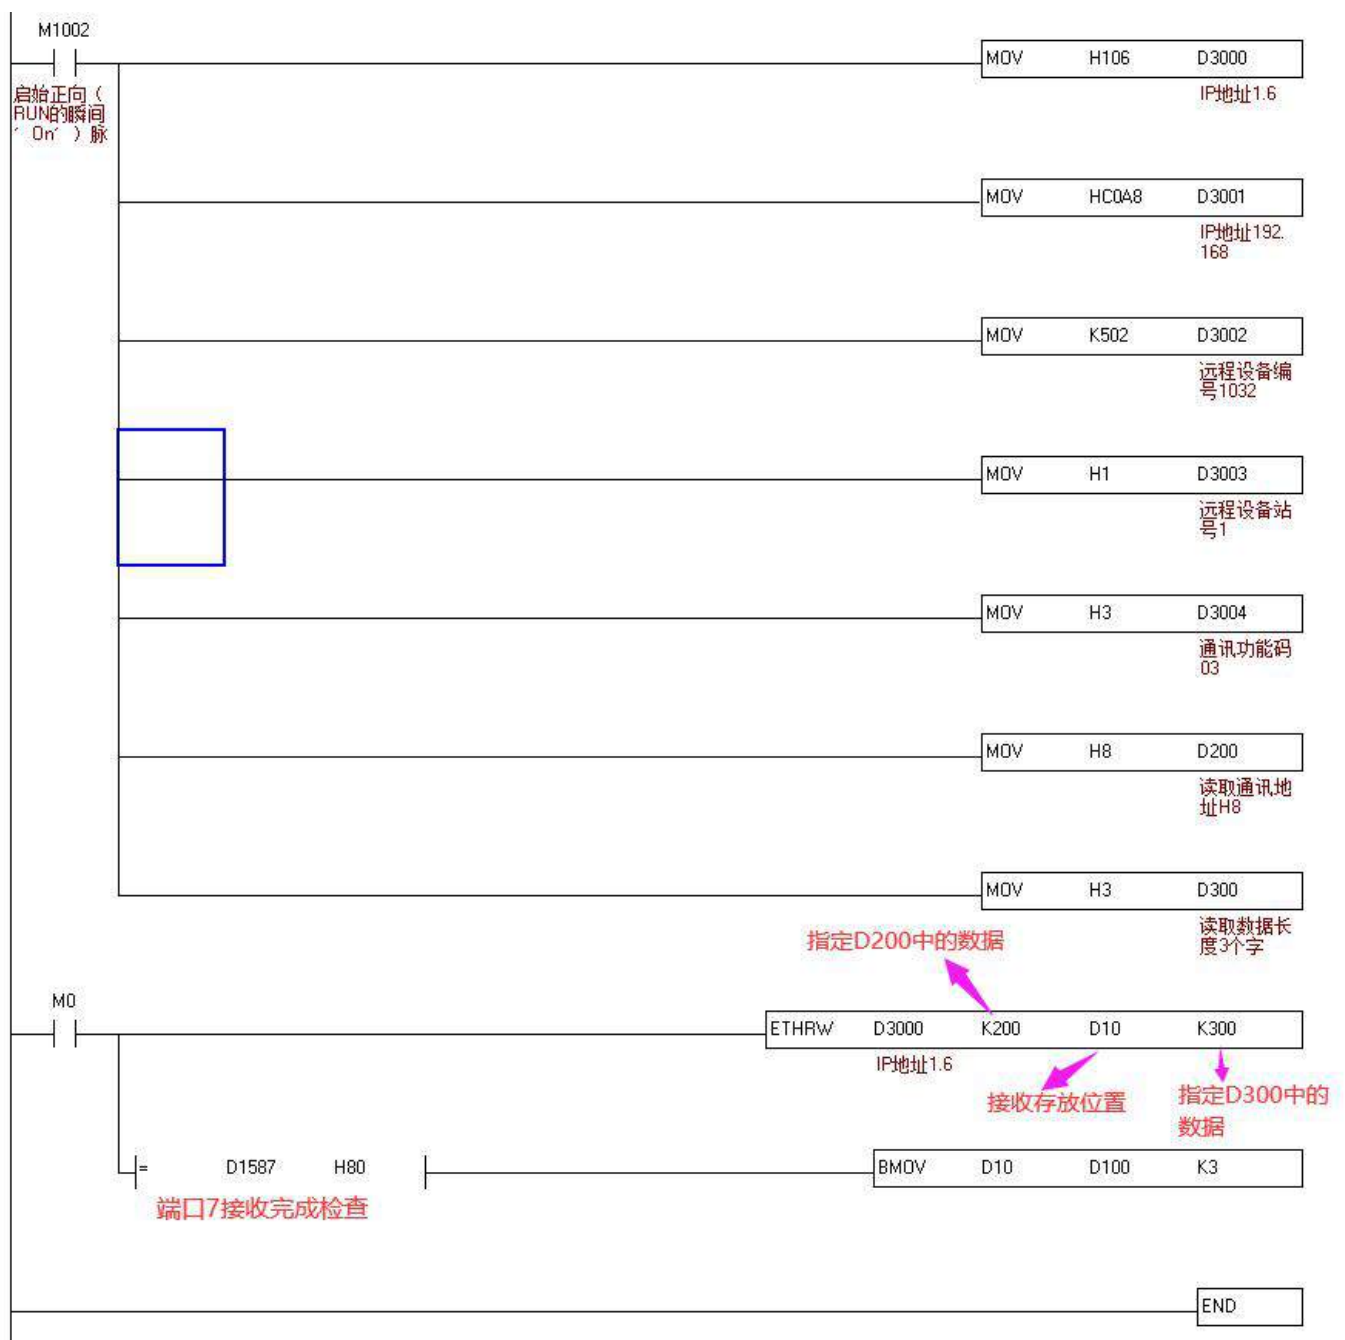 M1002
MOV H106 D3000
启始正向（
RUN的瞬间
′On′）脉
IP地址1.6
MOV HC0A8 D3001
IP地址192.
168
MOV K502 D3002
远程设备编
号1032
MOV H1 D3003
远程设备站
号1
MOV H3 D3004
通讯功能码
03
MOV H8 D200
读取通讯地
址H8
MOV H3 D300
读取数据长
度3个字
指定D200中的数据
M0
ETHRW D3000 K200 D10 K300
IP地址1.6
接收存放位置
指定D300中的
数据
= D1587 H80
BMOV D10 D100 K3
端口7接收完成检查
END